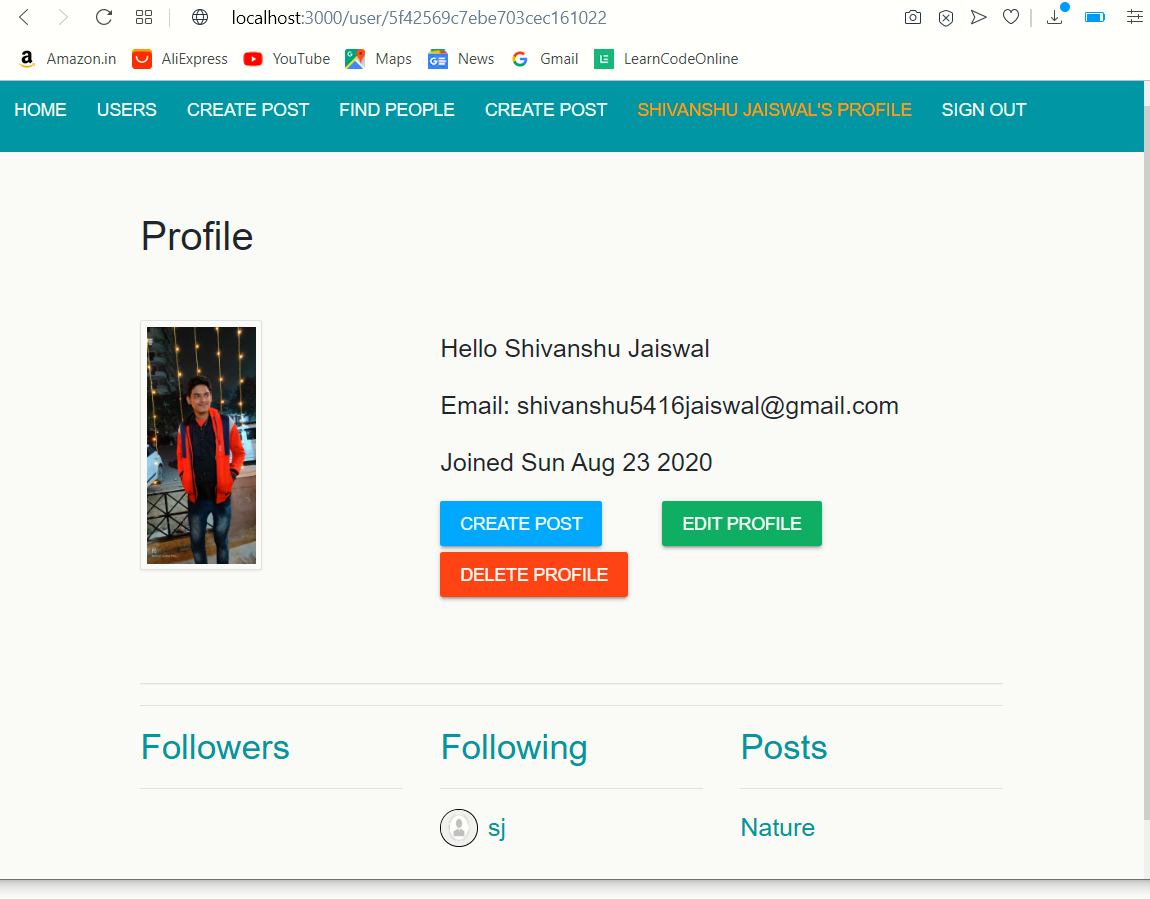 localhost:3000/user/5f42569c7ebe703cec161022
a Amazon.in AliExpress YouTube Maps GE News G Gmail LE LearnCodeOnline
HOME USERS CREATE POST FIND PEOPLE CREATE POST SHIVANSHU JAISWAL'S PROFILE SIGN OUT
Profile
Hello Shivanshu Jaiswal
Email: shivanshu5416jaiswal@gmail.com
Joined Sun Aug 23 2020
CREATE POST EDIT PROFILE
DELETE PROFILE
Followers Following Posts
sj Nature